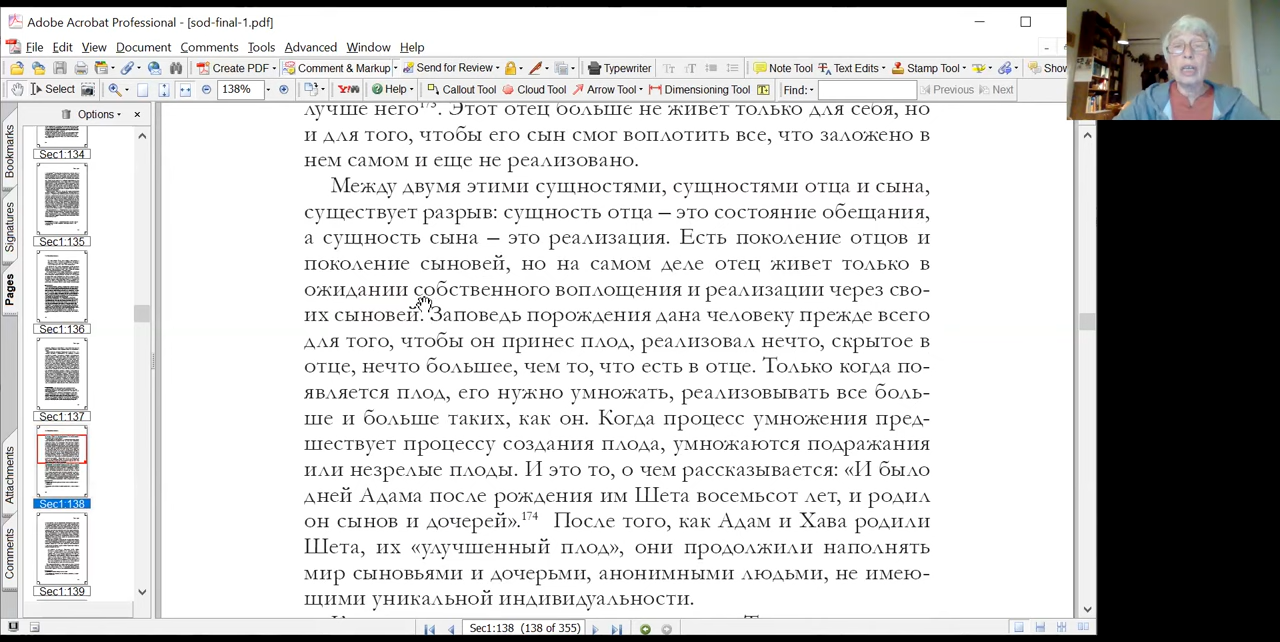 Adobe Acrobat Professional - [sod-final-1.pdf]
File Edit View Document Comments Tools Advanced Window Help
Create PDF Comment & Markup Send for Review Typewriter Note Tool Text Edits Stamp Tool Show
Select 138% Y!® Help Callout Tool Cloud Tool Arrow Tool Dimensioning Tool Find: Previous Next
Options
Bookmarks
Signatures
Pages
Attachments
Comments
Sec1:134
Sec1:135
Sec1:136
Sec1:137
Sec1:138
Sec1:139
лучше него¹⁷³. Этот отец больше не живет только для себя, но
и для того, чтобы его сын смог воплотить все, что заложено в
нем самом и еще не реализовано.
Между двумя этими сущностями, сущностями отца и сына,
существует разрыв: сущность отца – это состояние обещания,
а сущность сына – это реализация. Есть поколение отцов и
поколение сыновей, но на самом деле отец живет только в
ожидании собственного воплощения и реализации через сво-
их сыновей. Заповедь порождения дана человеку прежде всего
для того, чтобы он принес плод, реализовал нечто, скрытое в
отце, нечто большее, чем то, что есть в отце. Только когда по-
является плод, его нужно умножать, реализовывать все боль-
ше и больше таких, как он. Когда процесс умножения пред-
шествует процессу создания плода, умножаются подражания
или незрелые плоды. И это то, о чем рассказывается: «И было
дней Адама после рождения им Шета восемьсот лет, и родил
он сынов и дочерей».¹⁷⁴ После того, как Адам и Хава родили
Шета, их «улучшенный плод», они продолжили наполнять
мир сыновьями и дочерьми, анонимными людьми, не имею-
щими уникальной индивидуальности.
Sec1:138 (138 of 355)